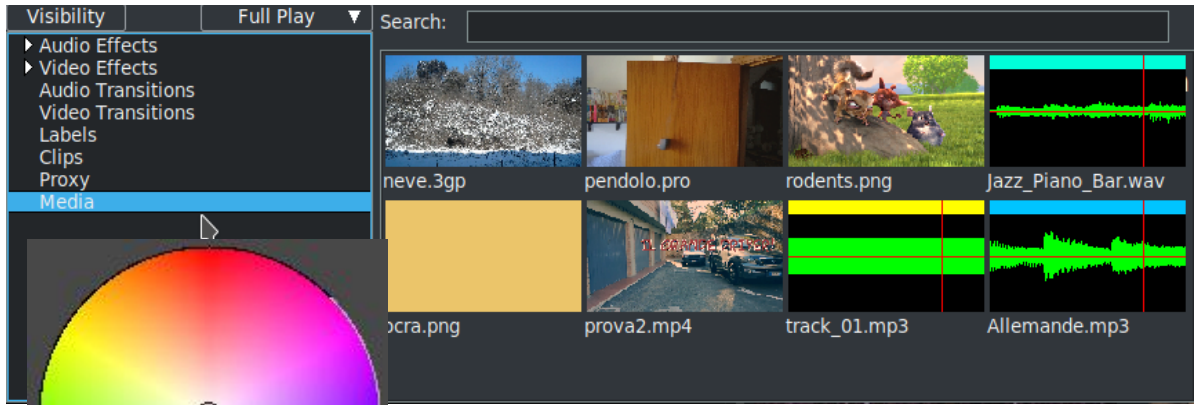 Visibility
Full Play ▼
Search:
Audio Effects
Video Effects
Audio Transitions
Video Transitions
Labels
Clips
Proxy
Media
neve.3gp
pendolo.pro
rodents.png
Jazz_Piano_Bar.wav
ocra.png
prova2.mp4
track_01.mp3
Allemande.mp3